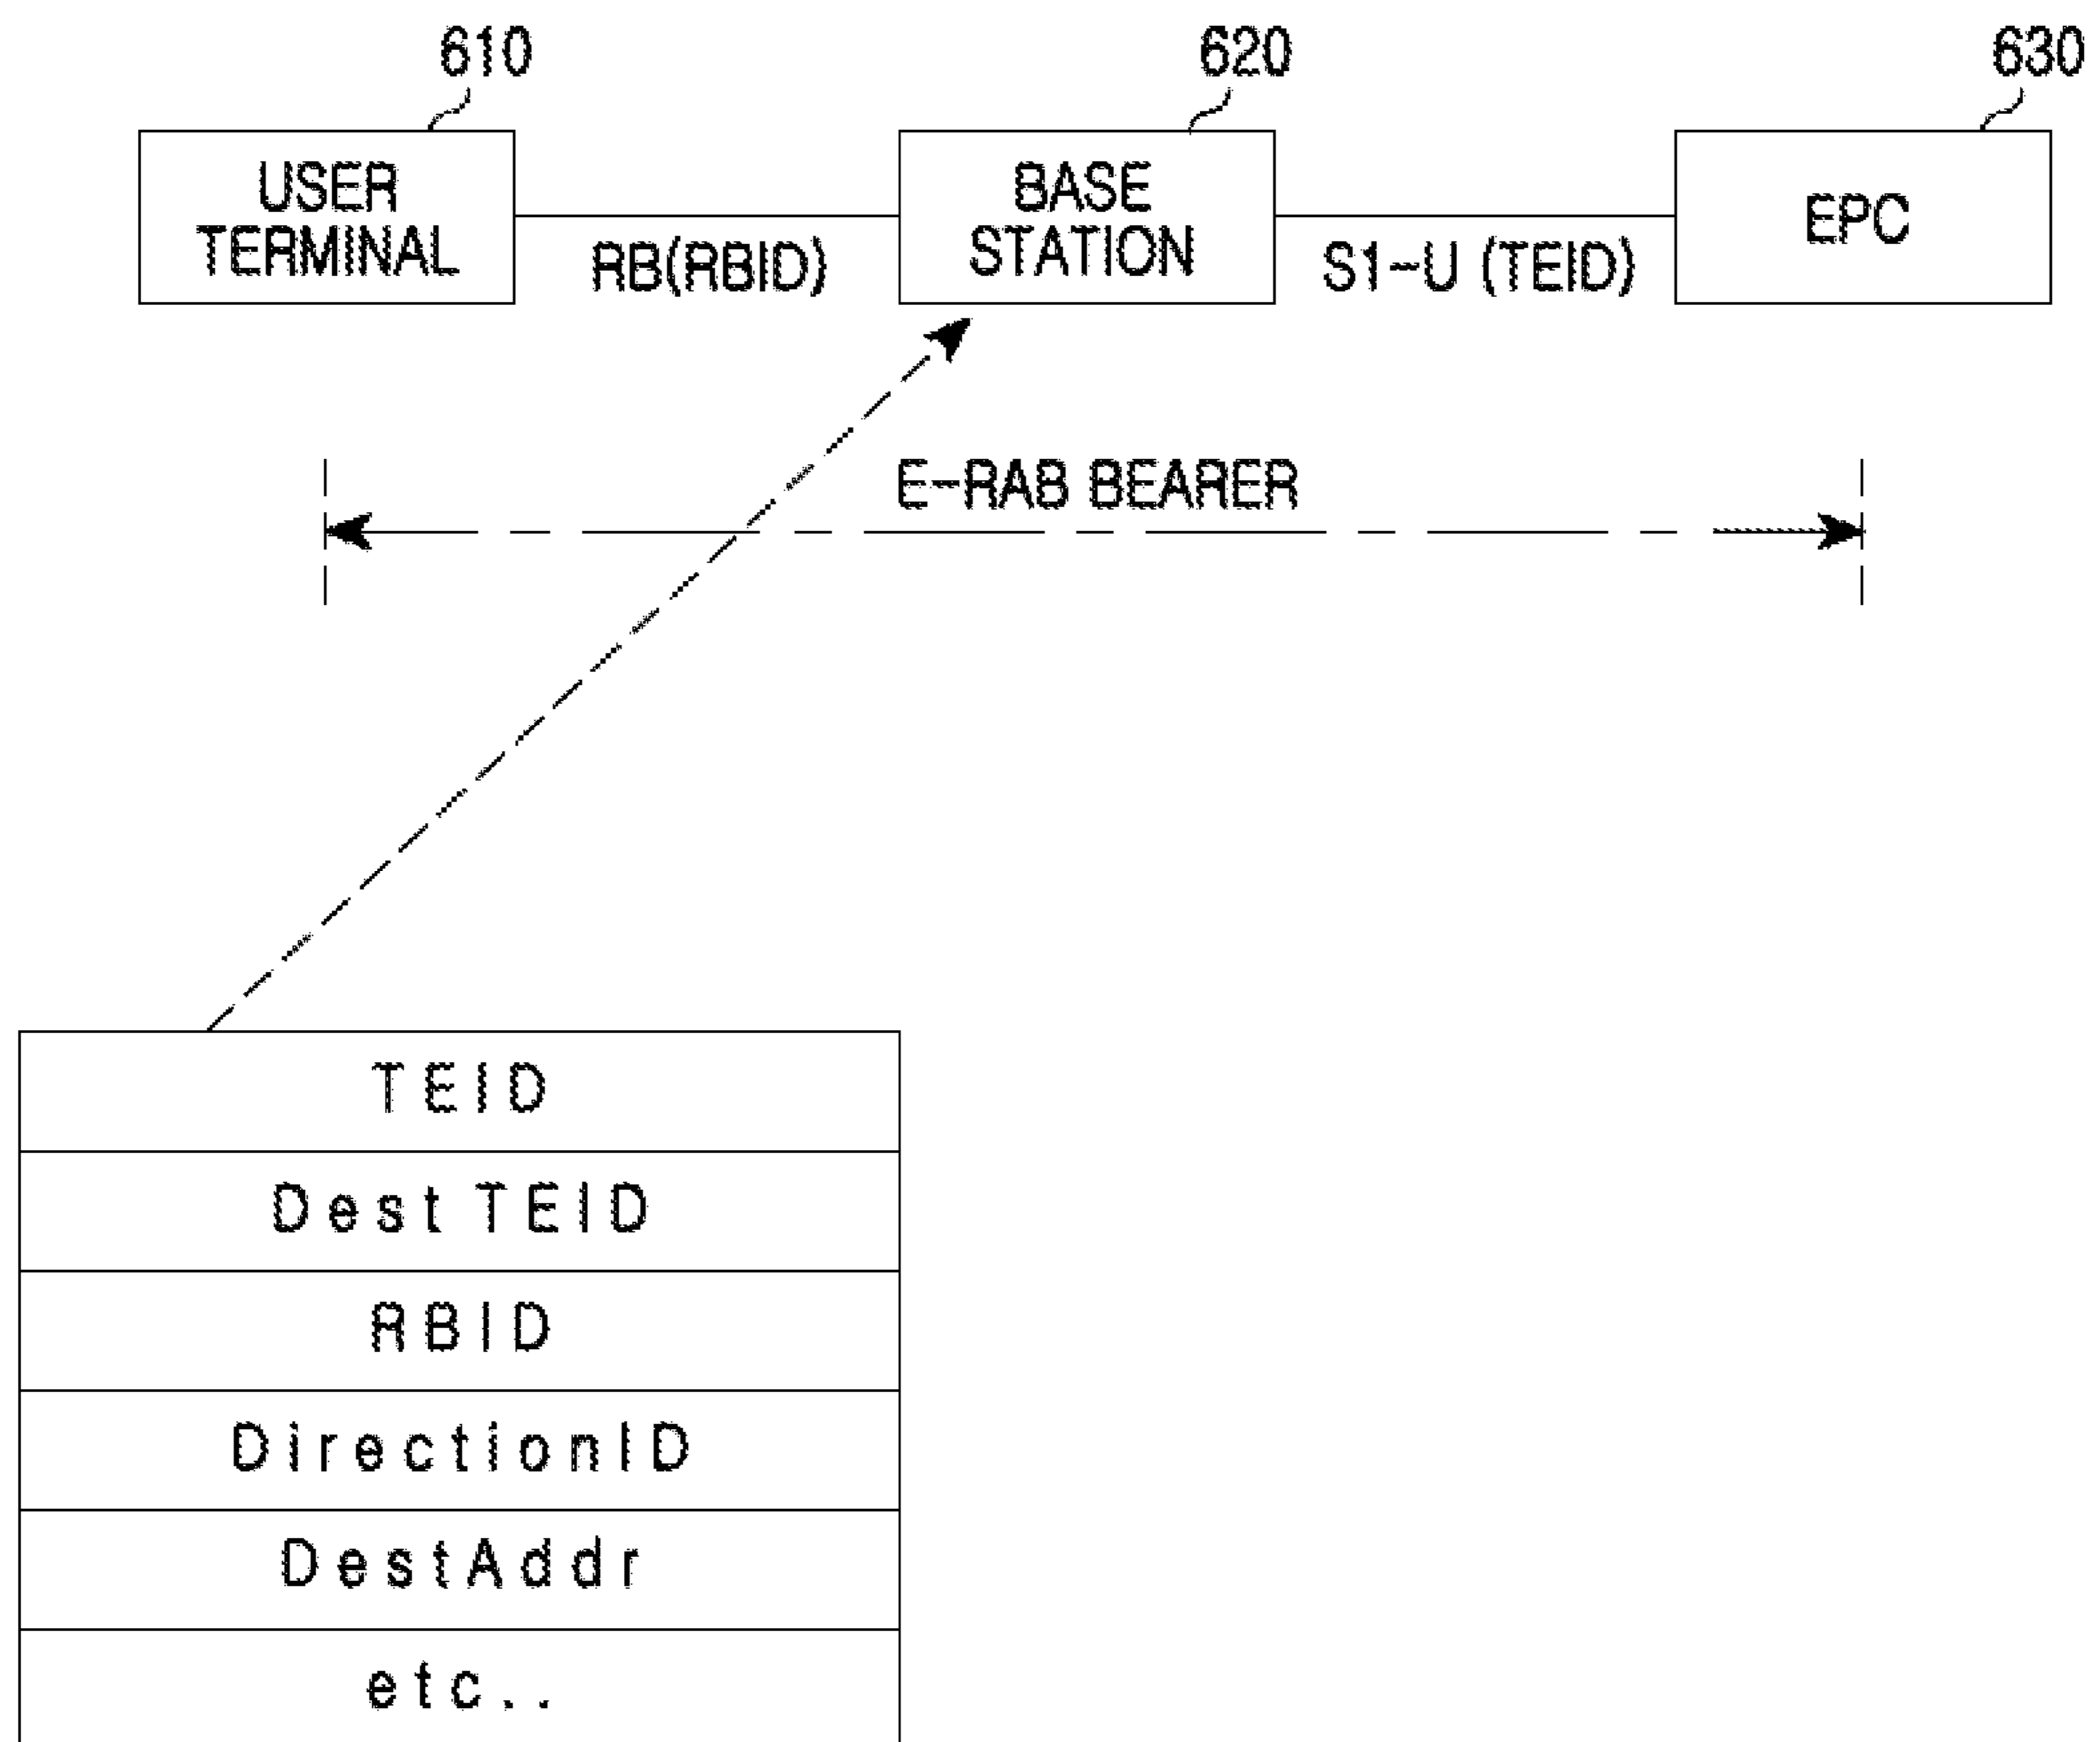 610
620
630
USER
TERMINAL
RB(RBID)
BASE
STATION
S1-U (TEID)
EPC
E-RAB BEARER
TEID
Dest TEID
RBID
DirectionID
DestAddr
etc..